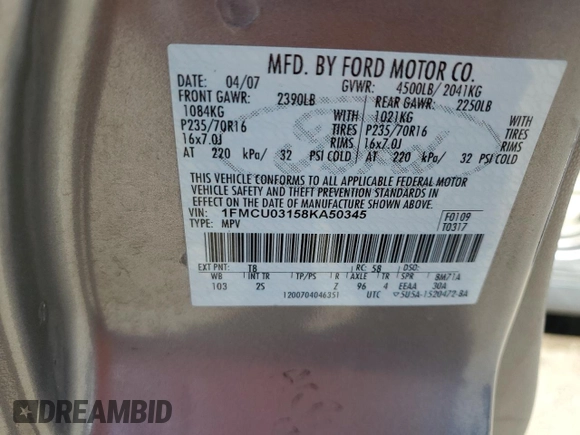 MFD. BY FORD MOTOR CO.
DATE: 04/07 GVWR: 4500LB/ 2041KG
FRONT GAWR: 2390LB REAR GAWR: 2250LB
1084KG WITH 1021KG WITH
P235/70R16 TIRES P235/70R16 TIRES
16x7.0J RIMS 16x7.0J RIMS
AT 220 kPa/ 32 PSI COLD AT 220 kPa/ 32 PSI COLD
THIS VEHICLE CONFORMS TO ALL APPLICABLE FEDERAL MOTOR
VEHICLE SAFETY AND THEFT PREVENTION STANDARDS IN
EFFECT ON THE DATE OF MANUFACTURE SHOWN ABOVE.
VIN: 1FMCU03158KA50345 F0109
TYPE: MPV T0317
EXT PNT: T8 RC: 58 DSO:
WB INT TR TP/PS R AXLE TR SPR BM71A
103 2S Z 96 4 EEAA 30A
1200704046351 UTC 5U5A-1520472-BA
DREAMBID